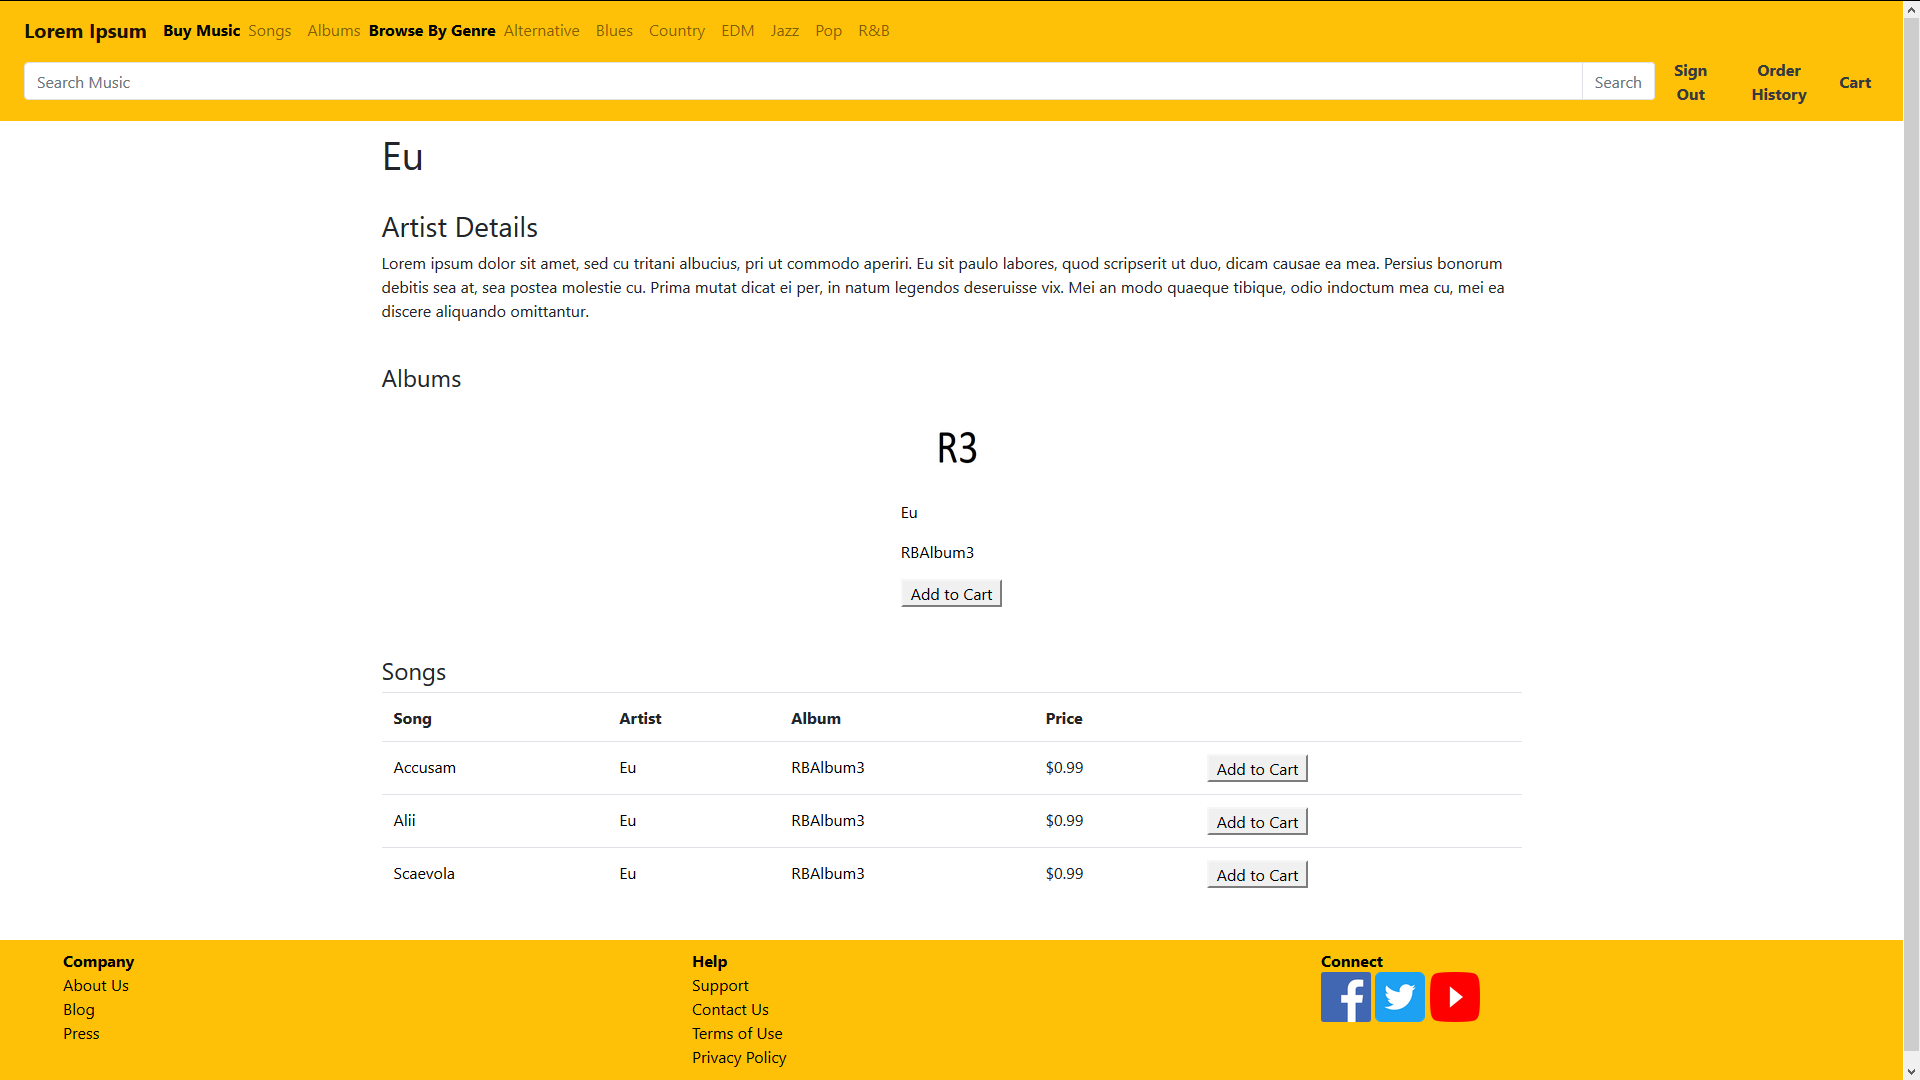 Lorem Ipsum Buy Music Songs Albums Browse By Genre Alternative Blues Country EDM Jazz Pop R&B
Search Music Search Sign Out Order History Cart
Eu
Artist Details
Lorem ipsum dolor sit amet, sed cu tritani albucius, pri ut commodo aperiri. Eu sit paulo labores, quod scripserit ut duo, dicam causae ea mea. Persius bonorum
debitis sea at, sea postea molestie cu. Prima mutat dicat ei per, in natum legendos deseruisse vix. Mei an modo quaeque tibique, odio indoctum mea cu, mei ea
discere aliquando omittantur.
Albums
R3
Eu
RBAlbum3
Add to Cart
Songs
Song Artist Album Price
Accusam Eu RBAlbum3 $0.99 Add to Cart
Alii Eu RBAlbum3 $0.99 Add to Cart
Scaevola Eu RBAlbum3 $0.99 Add to Cart
Company
About Us
Blog
Press
Help
Support
Contact Us
Terms of Use
Privacy Policy
Connect